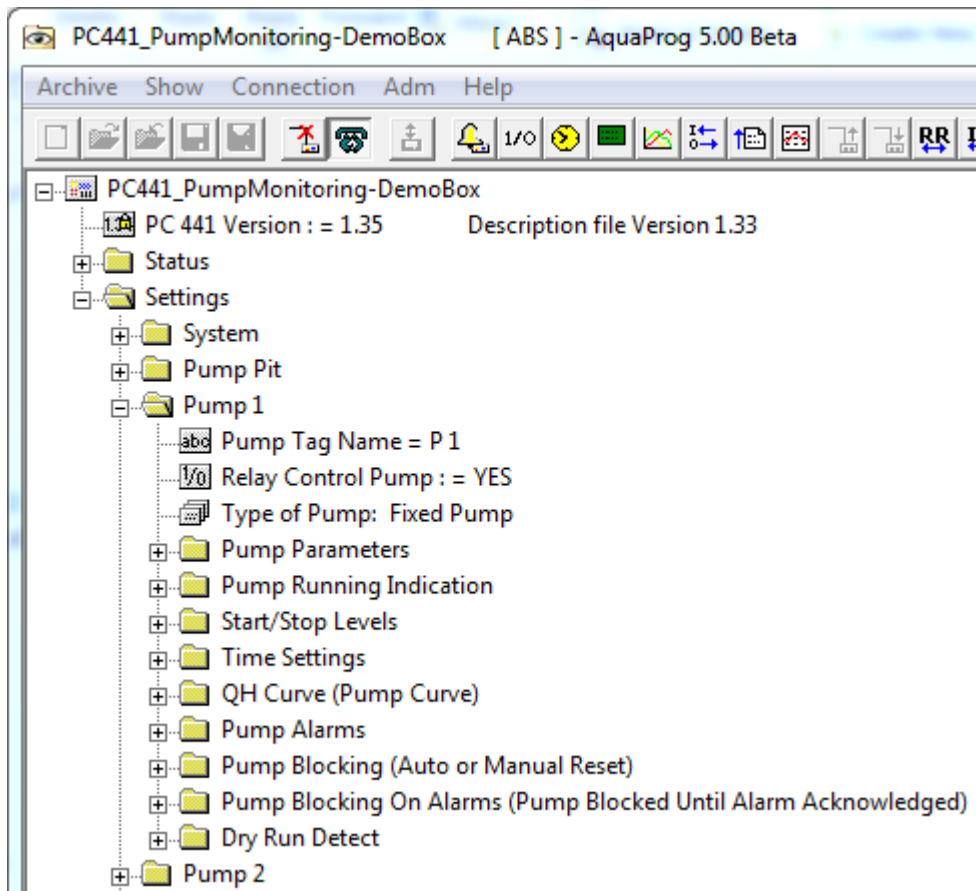 PC441_PumpMonitoring-DemoBox [ ABS ] - AquaProg 5.00 Beta
Archive Show Connection Adm Help
1/0 RR
PC441_PumpMonitoring-DemoBox
PC 441 Version : = 1.35 Description file Version 1.33
Status
Settings
System
Pump Pit
Pump 1
abc Pump Tag Name = P 1
1/0 Relay Control Pump : = YES
Type of Pump: Fixed Pump
Pump Parameters
Pump Running Indication
Start/Stop Levels
Time Settings
QH Curve (Pump Curve)
Pump Alarms
Pump Blocking (Auto or Manual Reset)
Pump Blocking On Alarms (Pump Blocked Until Alarm Acknowledged)
Dry Run Detect
Pump 2